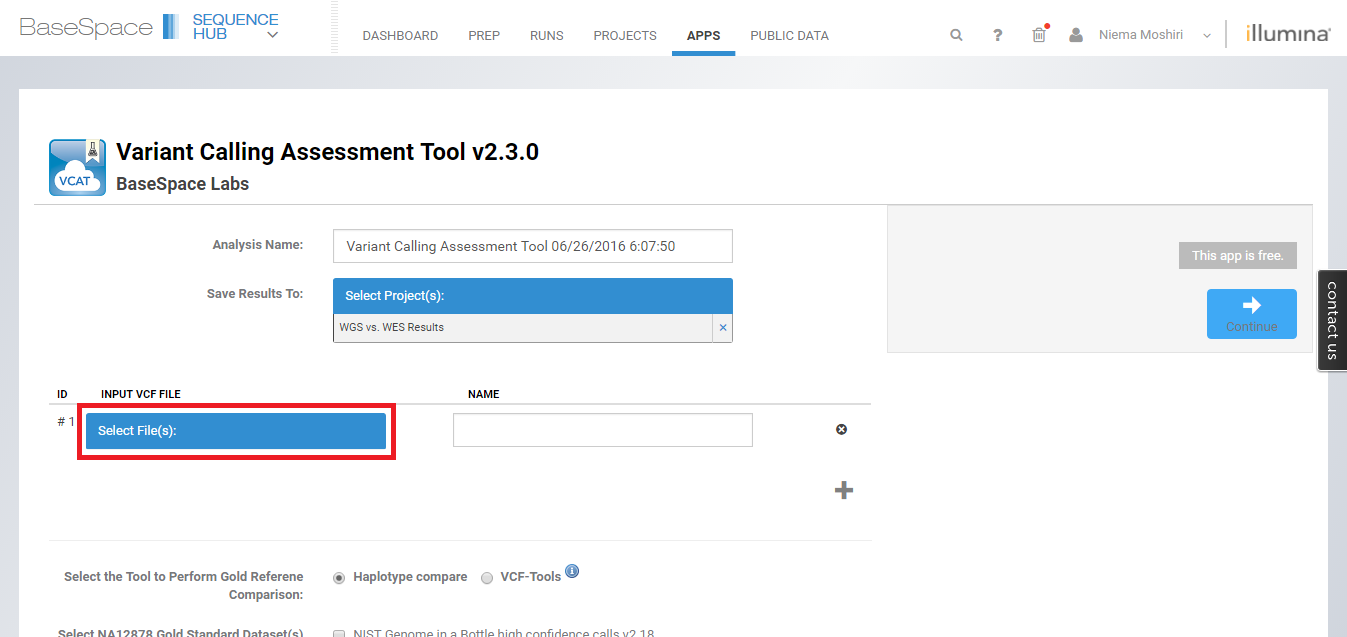 BaseSpace SEQUENCE HUB
DASHBOARD PREP RUNS PROJECTS APPS PUBLIC DATA
? Niema Moshiri illumina®
VCAT
Variant Calling Assessment Tool v2.3.0
BaseSpace Labs
Analysis Name: Variant Calling Assessment Tool 06/26/2016 6:07:50
This app is free.
Save Results To: Select Project(s):
WGS vs. WES Results ×
Continue
contact us
ID INPUT VCF FILE NAME
# 1 Select File(s):
Select the Tool to Perform Gold Referene Comparison: Haplotype compare VCF-Tools
Select NA12878 Gold Standard Dataset(s) NIST Genome in a Bottle high confidence calls v2.18